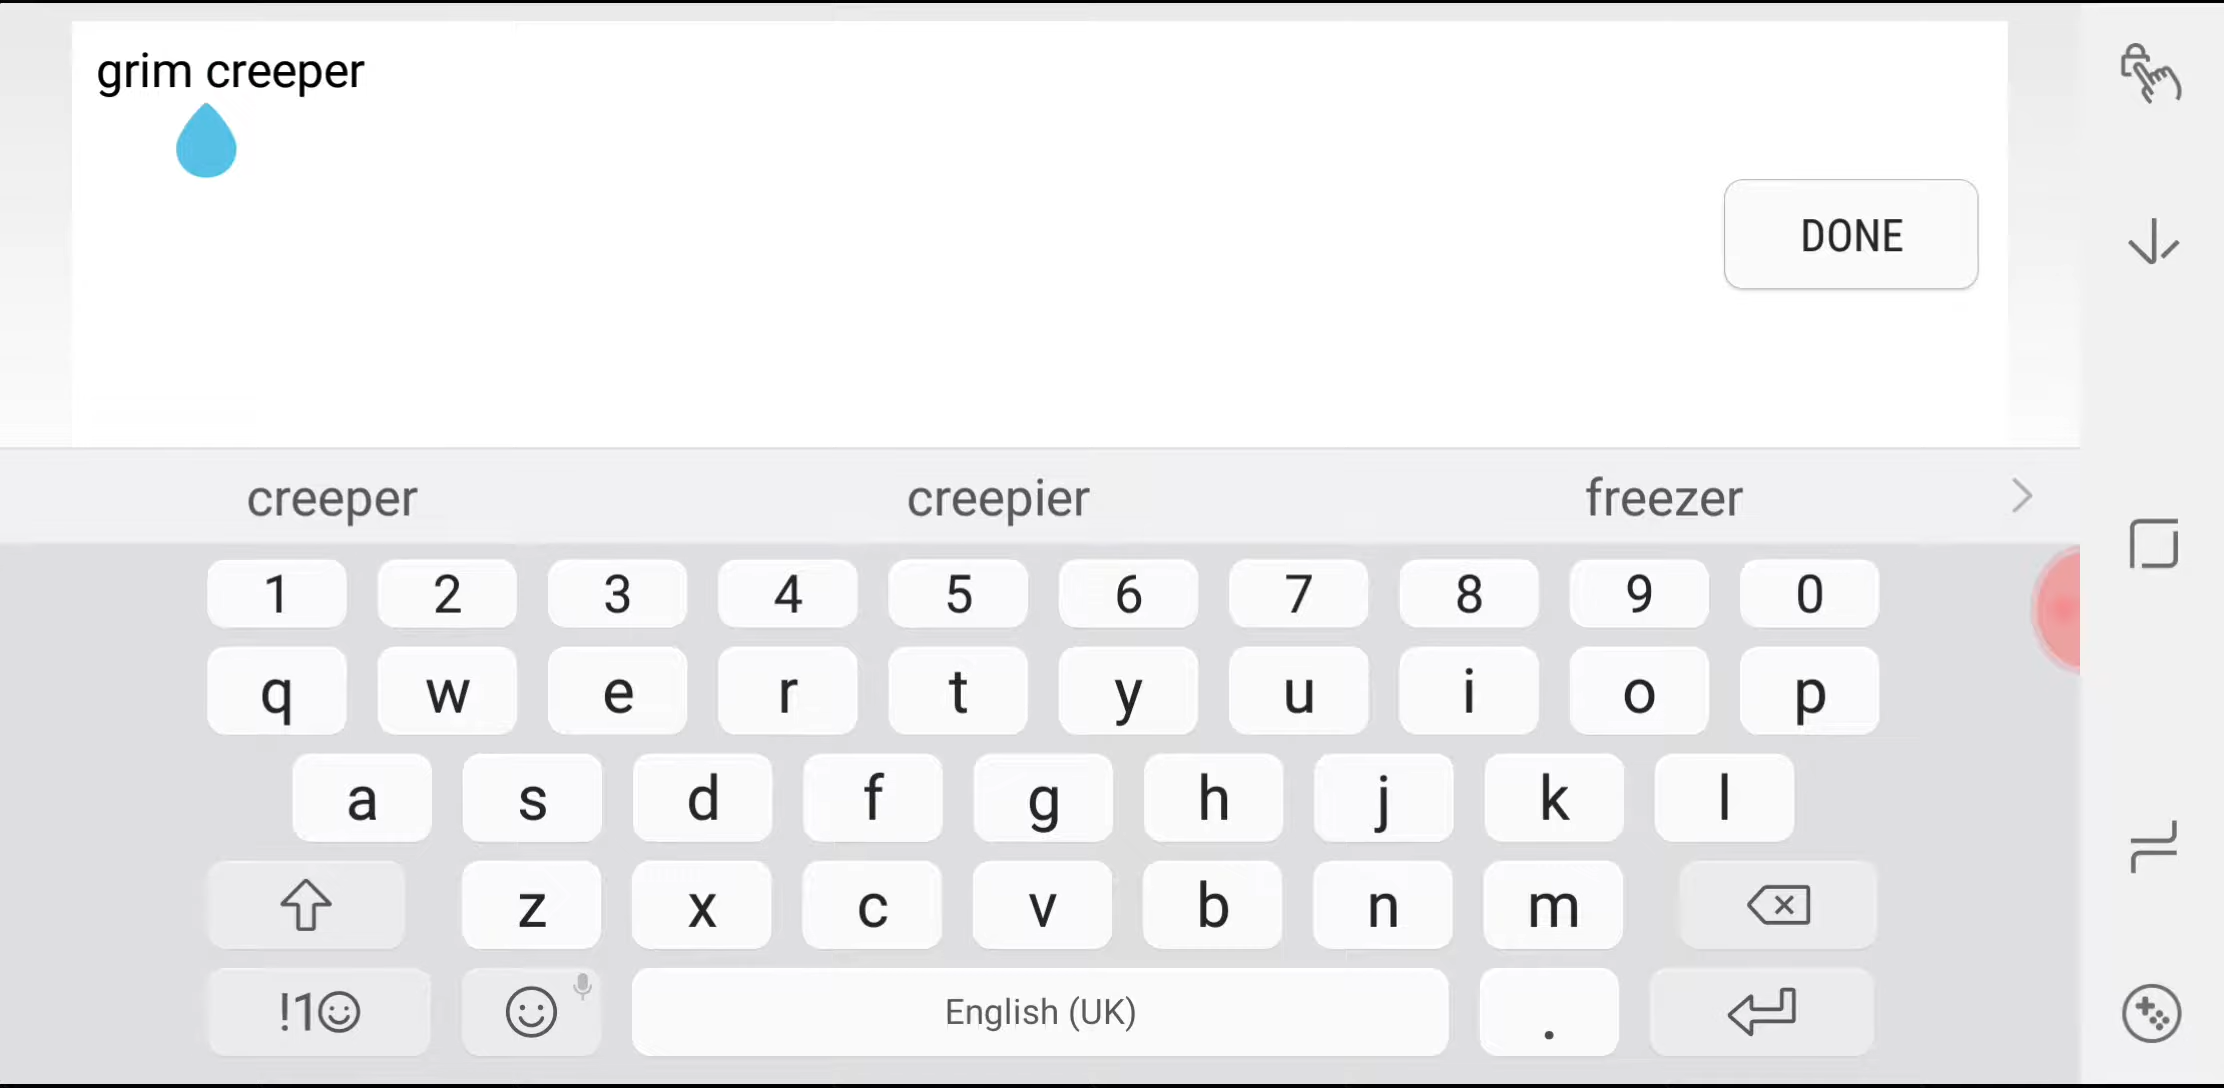 grim creeper
DONE
creeper creepier freezer
1 2 3 4 5 6 7 8 9 0
q w e r t y u i o p
a s d f g h j k l
z x c v b n m
!1☺ English (UK) .